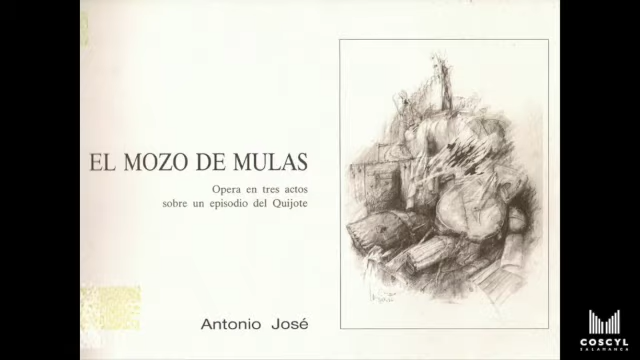 EL MOZO DE MULAS
Opera en tres actos
sobre un episodio del Quijote
Antonio José
COSCYL
SALAMANCA